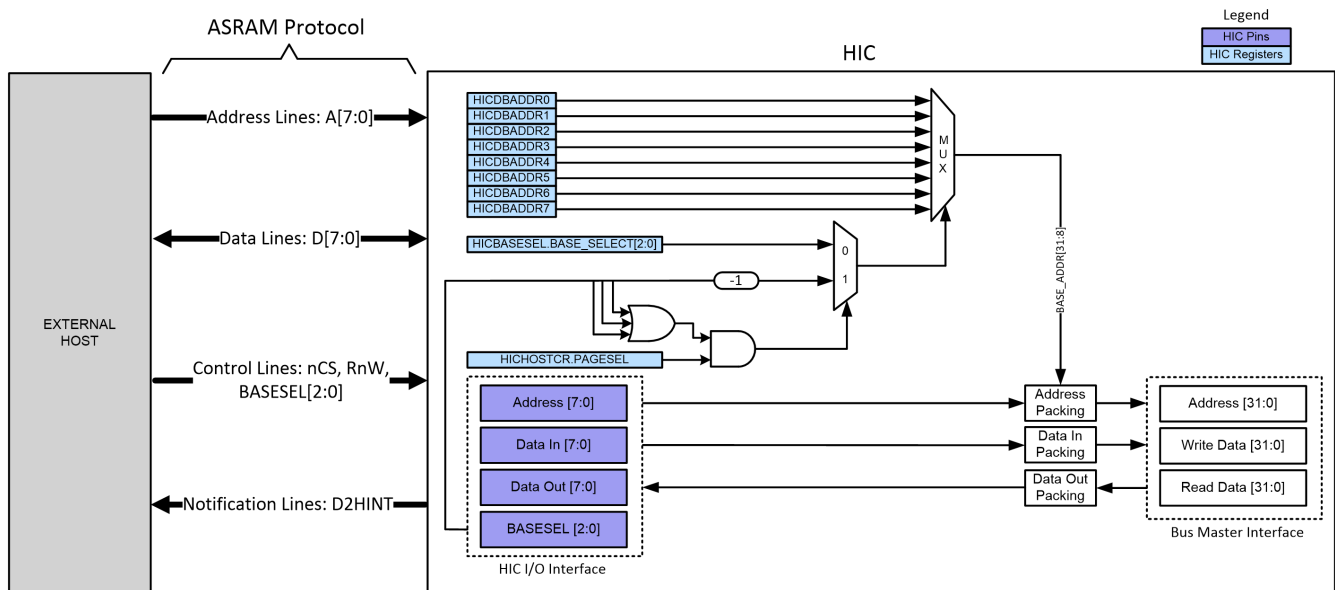 Legend
HIC Pins
HIC Registers
ASRAM Protocol
HIC
EXTERNAL
HOST
Address Lines: A[7:0]
Data Lines: D[7:0]
Control Lines: nCS, RnW,
BASESEL[2:0]
Notification Lines: D2HINT
HICDBADDR0
HICDBADDR1
HICDBADDR2
HICDBADDR3
HICDBADDR4
HICDBADDR5
HICDBADDR6
HICDBADDR7
M
U
X
HICBASESEL.BASE_SELECT[2:0]
0
1
-1
HICHOSTCR.PAGESEL
BASE_ADDR[31:8]
Address [7:0]
Data In [7:0]
Data Out [7:0]
BASESEL [2:0]
HIC I/O Interface
Address
Packing
Data In
Packing
Data Out
Packing
Address [31:0]
Write Data [31:0]
Read Data [31:0]
Bus Master Interface